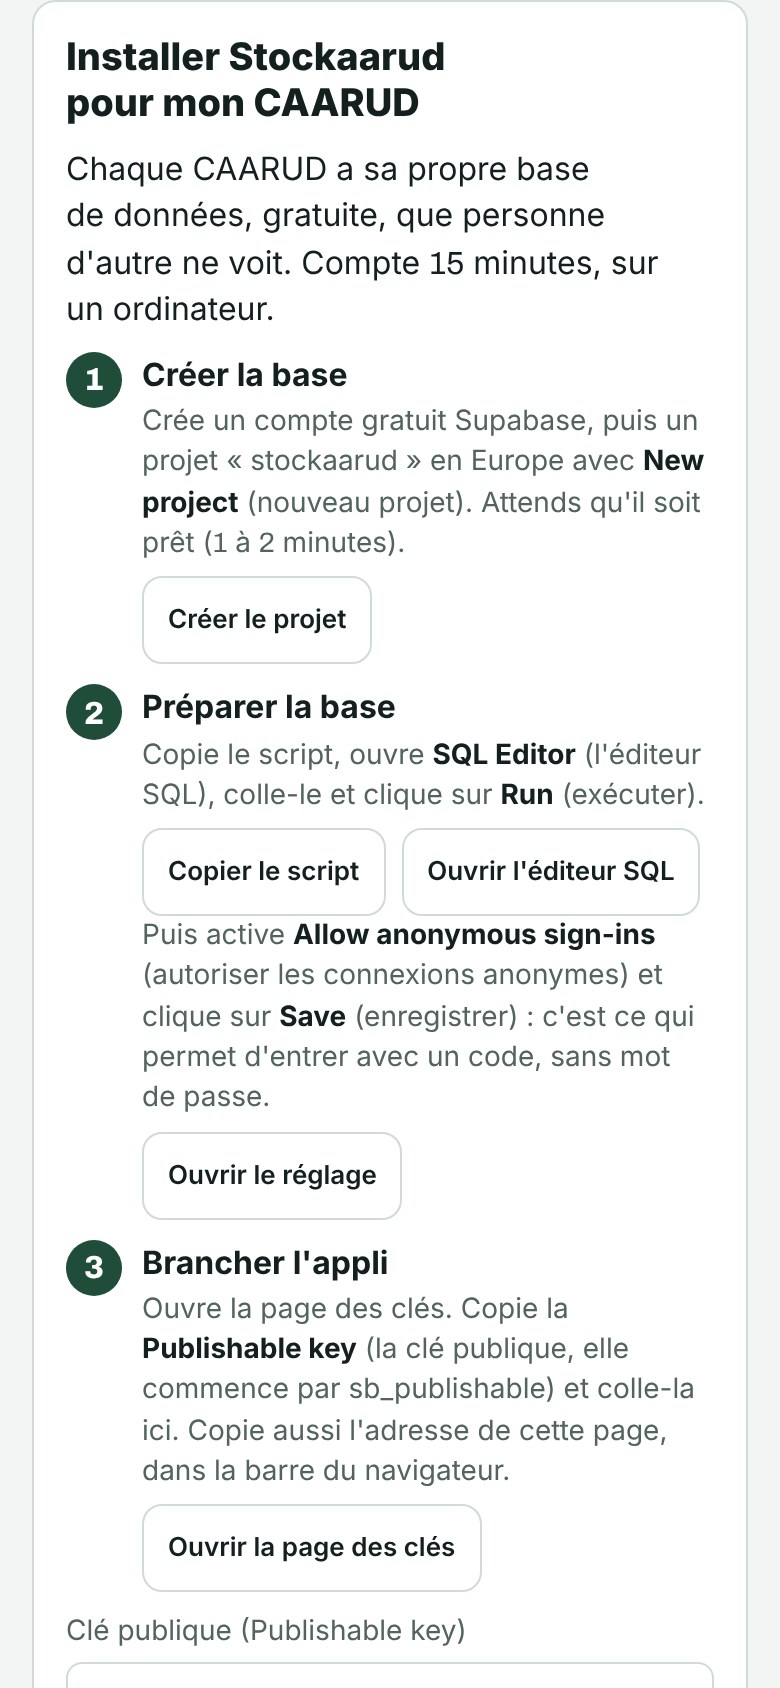 Installer Stockaarud
pour mon CAARUD
Chaque CAARUD a sa propre base
de données, gratuite, que personne
d'autre ne voit. Compte 15 minutes, sur
un ordinateur.
1 Créer la base
Crée un compte gratuit Supabase, puis un
projet « stockaarud » en Europe avec New
project (nouveau projet). Attends qu'il soit
prêt (1 à 2 minutes).
Créer le projet
2 Préparer la base
Copie le script, ouvre SQL Editor (l'éditeur
SQL), colle-le et clique sur Run (exécuter).
Copier le script Ouvrir l'éditeur SQL
Puis active Allow anonymous sign-ins
(autoriser les connexions anonymes) et
clique sur Save (enregistrer) : c'est ce qui
permet d'entrer avec un code, sans mot
de passe.
Ouvrir le réglage
3 Brancher l'appli
Ouvre la page des clés. Copie la
Publishable key (la clé publique, elle
commence par sb_publishable) et colle-la
ici. Copie aussi l'adresse de cette page,
dans la barre du navigateur.
Ouvrir la page des clés
Clé publique (Publishable key)